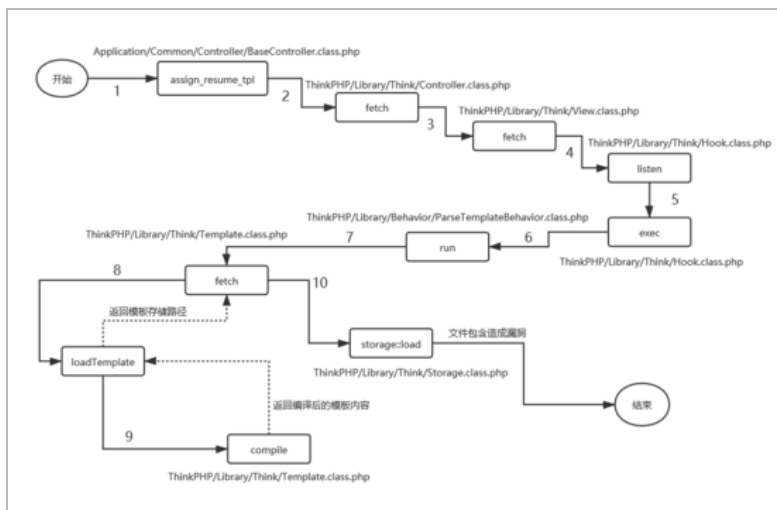 Application/Common/Controller/BaseController.class.php
开始
1
assign_resume_tpl
2
ThinkPHP/Library/Think/Controller.class.php
fetch
3
ThinkPHP/Library/Think/View.class.php
fetch
4
ThinkPHP/Library/Think/Hook.class.php
listen
5
exec
ThinkPHP/Library/Think/Hook.class.php
6
ThinkPHP/Library/Behavior/ParseTemplateBehavior.class.php
run
7
ThinkPHP/Library/Think/Template.class.php
fetch
8
10
返回模板存储路径
loadTemplate
storage::load
文件包含造成漏洞
ThinkPHP/Library/Think/Storage.class.php
返回编译后的模板内容
结束
9
compile
ThinkPHP/Library/Think/Template.class.php